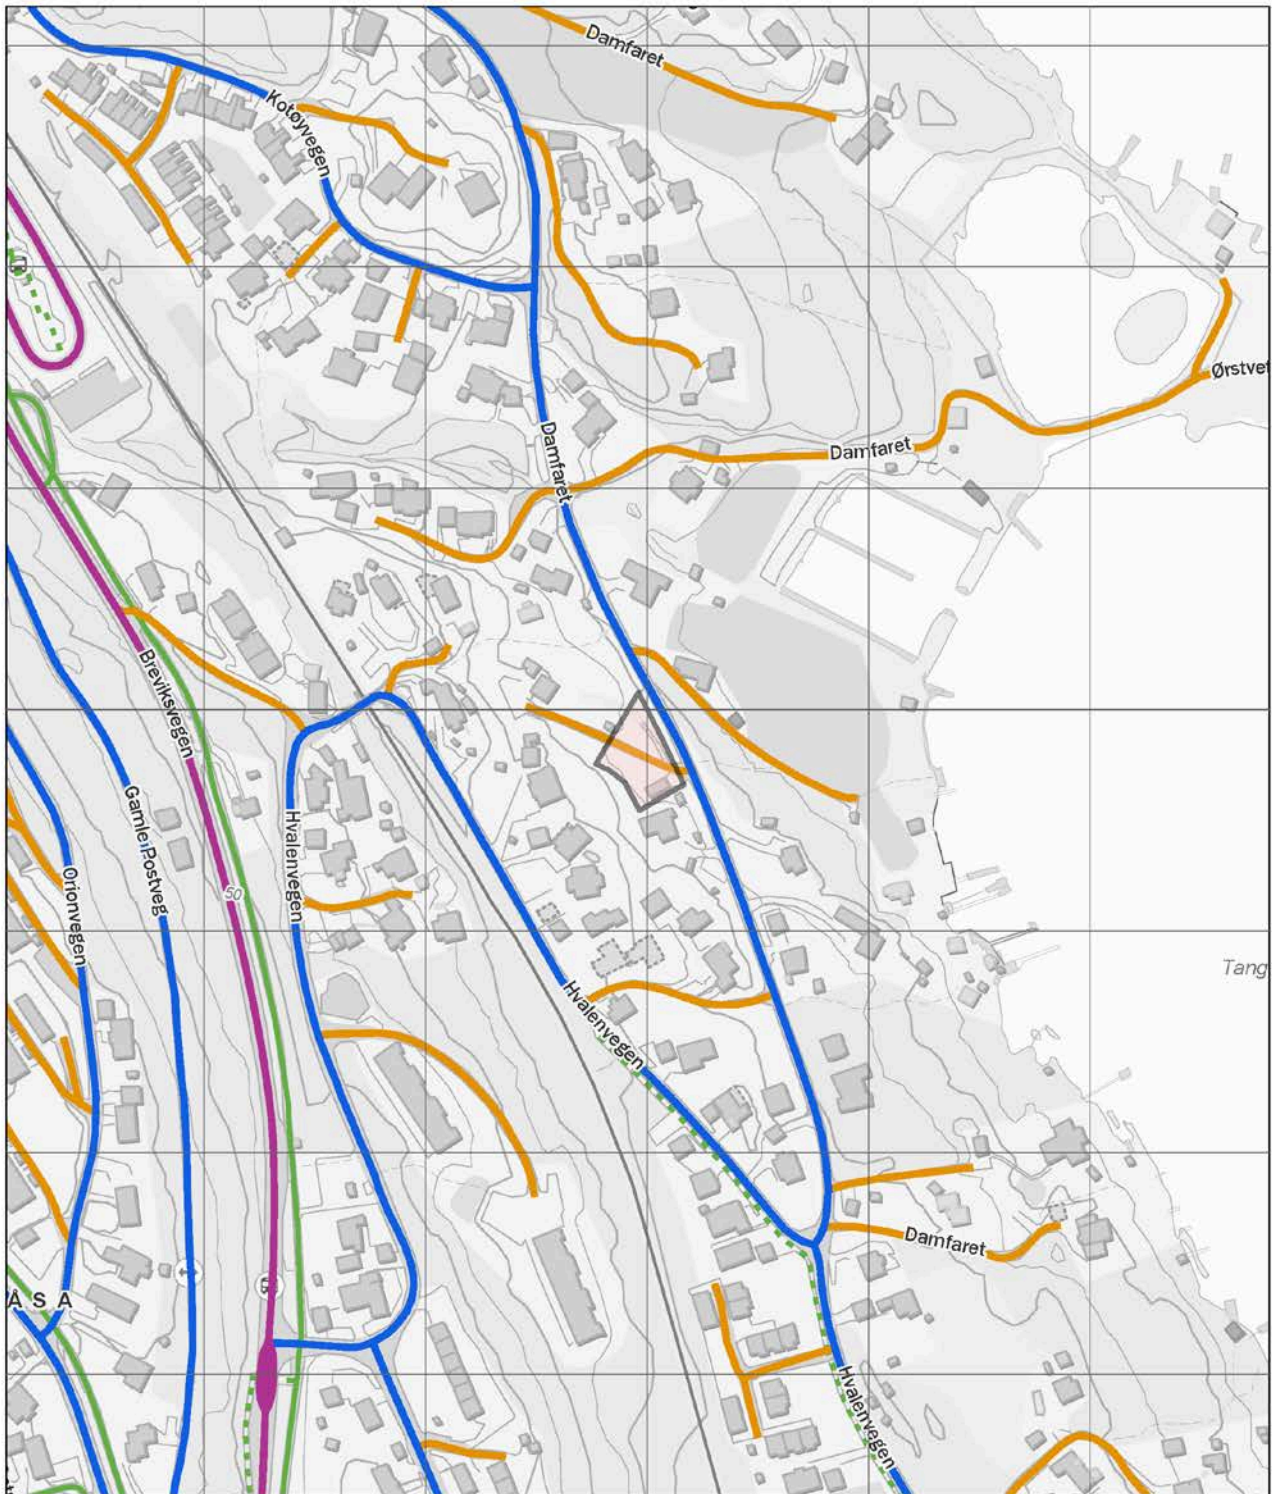 Damfaret
Kotøyvegen
Ørstvet
Damfaret
Damfaret
Breviksvegen
Gamle Postveg
Hvalenvegen
Orionvegen
50
Tang
Hvalenvegen
Damfaret
Å S A
Hvalenvegen